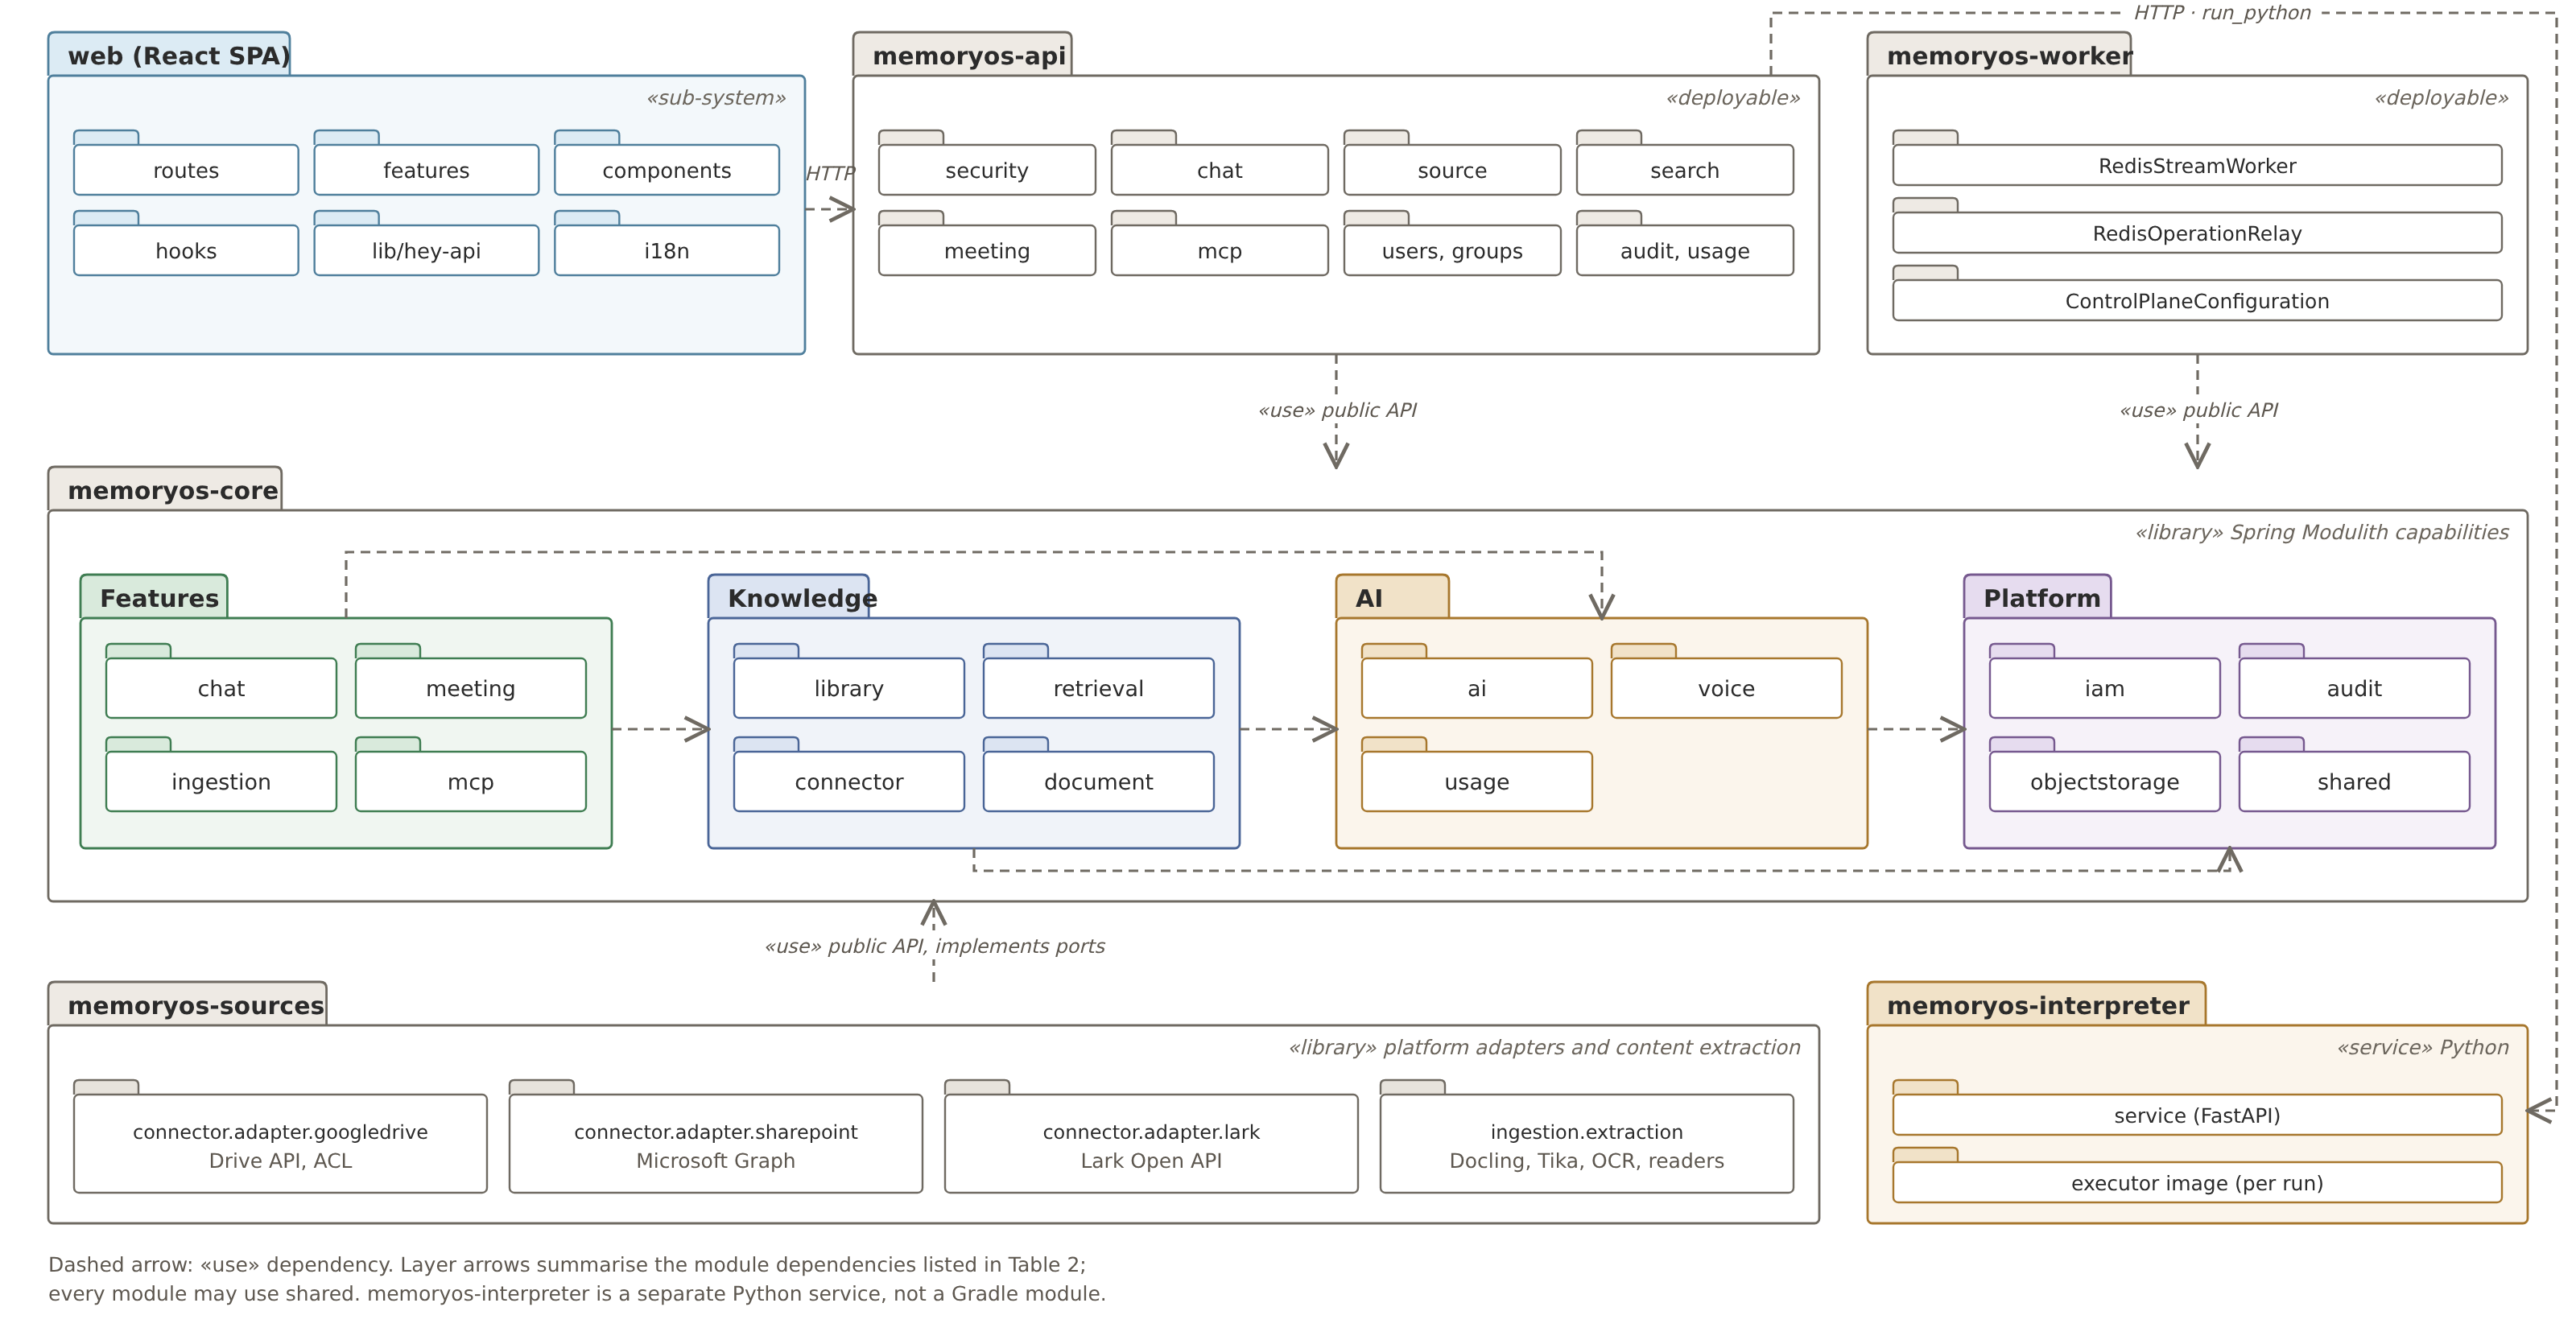 HTTP · run_python
web (React SPA)
«sub-system»
routes
features
components
hooks
lib/hey-api
i18n
HTTP
memoryos-api
«deployable»
security
chat
source
search
meeting
mcp
users, groups
audit, usage
memoryos-worker
«deployable»
RedisStreamWorker
RedisOperationRelay
ControlPlaneConfiguration
«use» public API
«use» public API
memoryos-core
«library» Spring Modulith capabilities
Features
chat
meeting
ingestion
mcp
Knowledge
library
retrieval
connector
document
AI
ai
voice
usage
Platform
iam
audit
objectstorage
shared
«use» public API, implements ports
memoryos-sources
«library» platform adapters and content extraction
connector.adapter.googledrive
Drive API, ACL
connector.adapter.sharepoint
Microsoft Graph
connector.adapter.lark
Lark Open API
ingestion.extraction
Docling, Tika, OCR, readers
memoryos-interpreter
«service» Python
service (FastAPI)
executor image (per run)
Dashed arrow: «use» dependency. Layer arrows summarise the module dependencies listed in Table 2;
every module may use shared. memoryos-interpreter is a separate Python service, not a Gradle module.